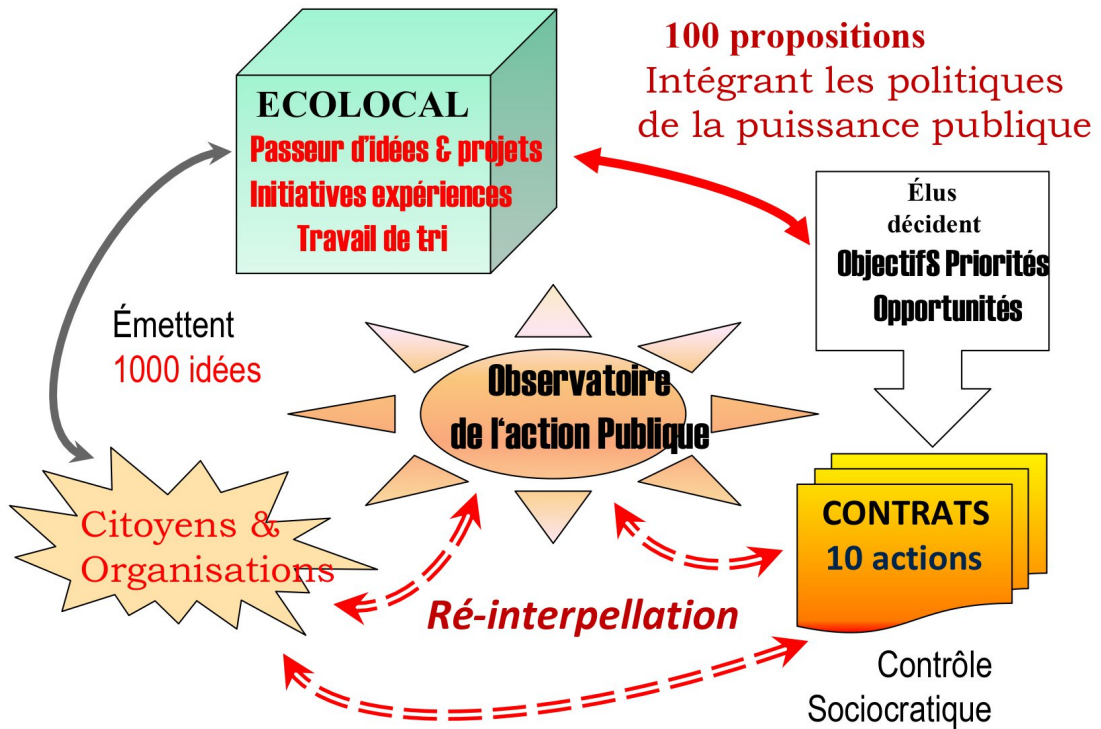 ECOLOCAL
Passeur d'idées & projets
Initiatives expériences
Travail de tri
100 propositions
Intégrant les politiques
de la puissance publique
Élus
décident
ObjectifS Priorités
Opportunités
Émettent
1000 idées
Observatoire
de l'action Publique
Citoyens &
Organisations
CONTRATS
10 actions
Ré-interpellation
Contrôle
Sociocratique